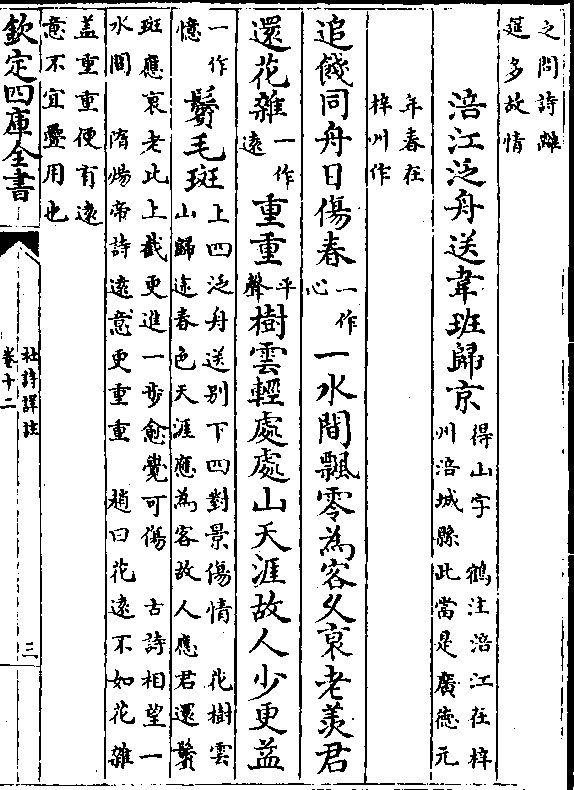 之問詩離
筵多故情
涪江泛舟送韋班歸京 得山字 鶴注涪江在梓
州涪城縣此當是廣德元
年春在
梓州作
追餞同舟日傷春 一作
心 一水間飄零為客久衰老羡君
還花雜 一作
遠 重重 平
聲 樹雲輕處處山天涯故人少更益
一作
憶 鬢毛斑 上四泛舟送別下四對景傷情 花樹雲
山歸途春色天涯應為客故人應君還鬢
斑應衰老此上截更進一步愈覺可傷 古詩相望一
水間 隋煬帝詩遠意更重重 趙曰花遠不如花雜
盖重重便有遠
意不宜疊用也
欽定四庫全書
杜詩詳註
卷十二
三